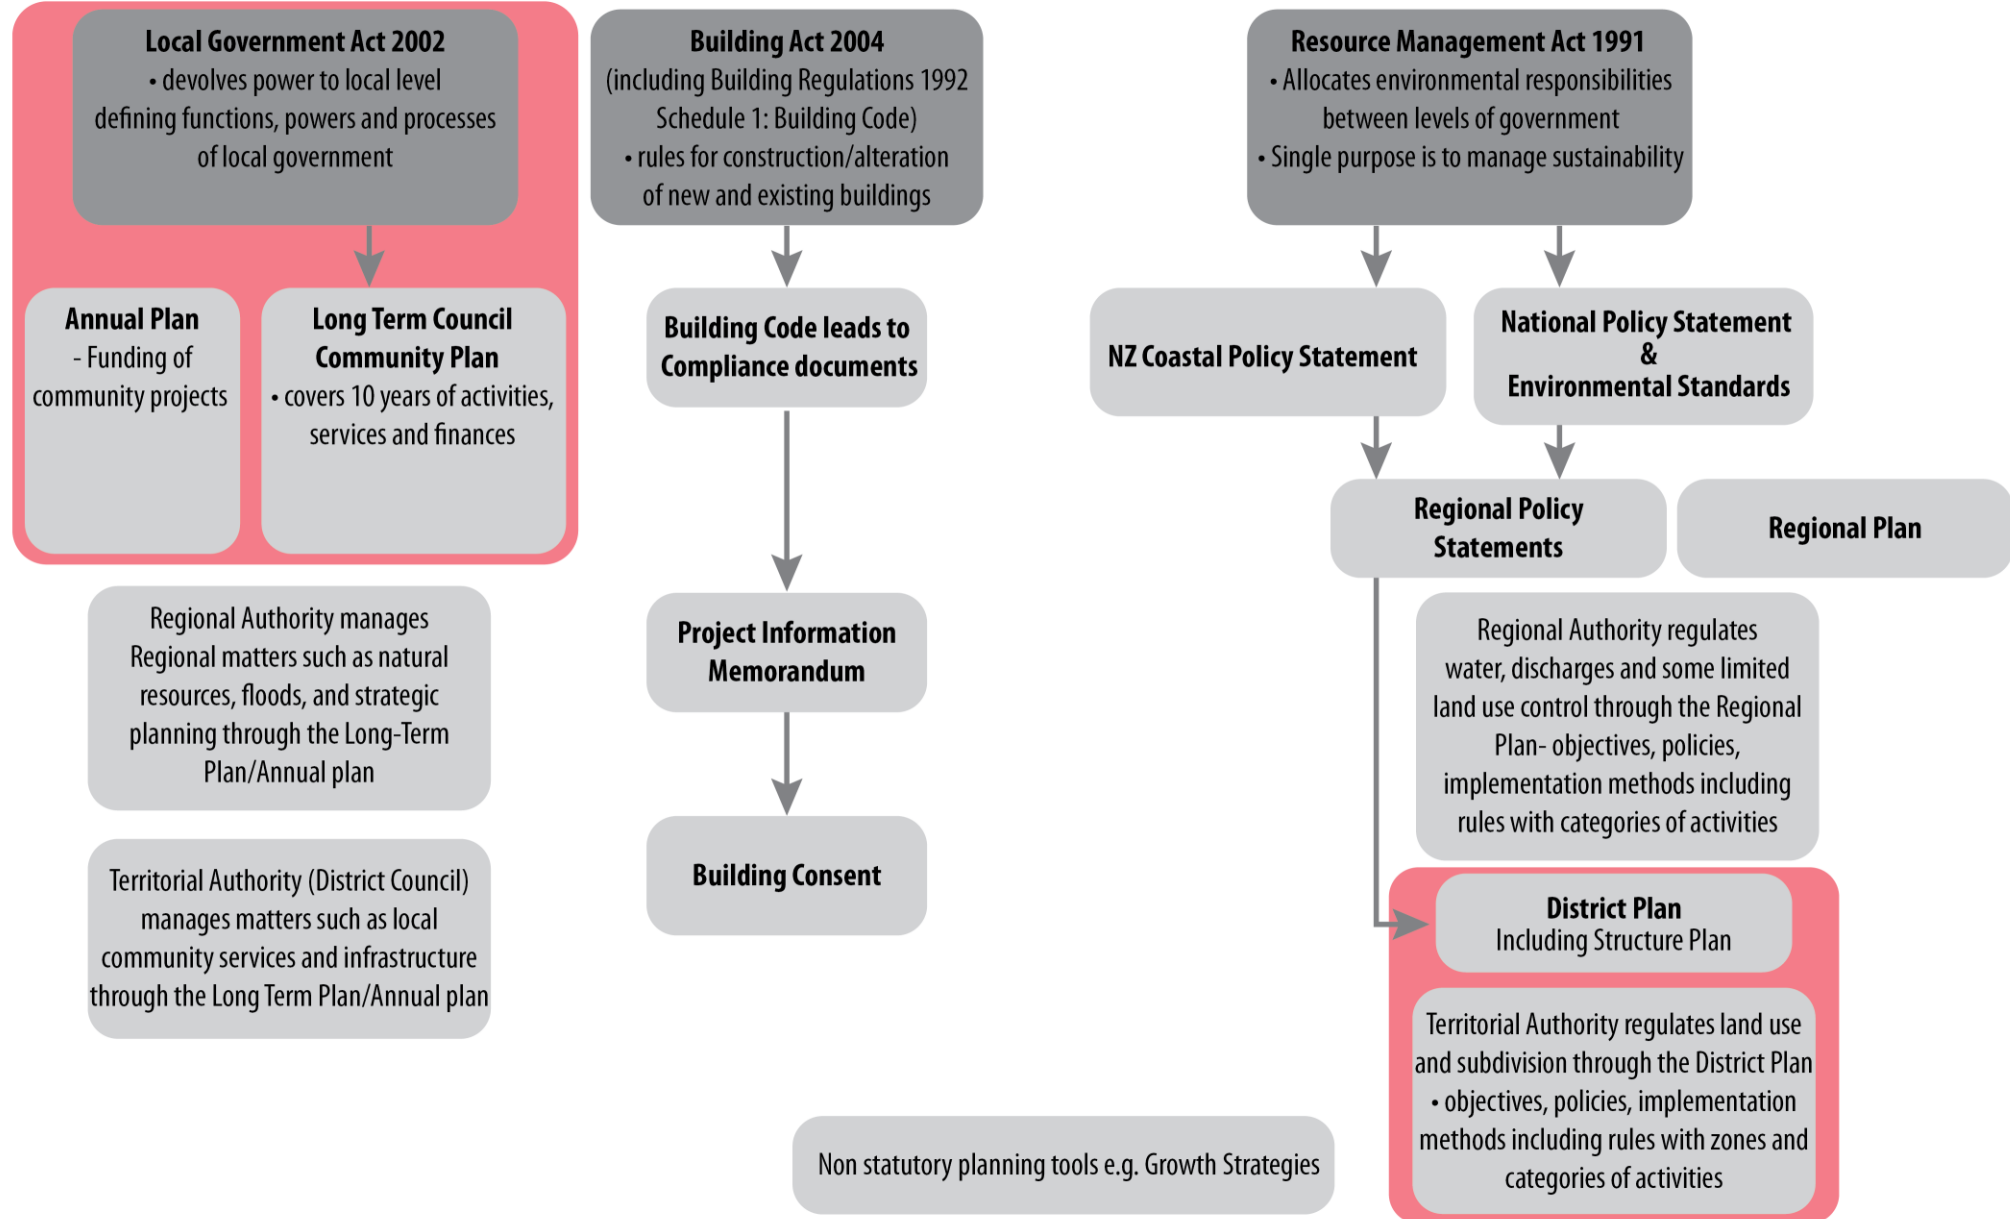 Local Government Act 2002
• devolves power to local level
defining functions, powers and processes
of local government
Annual Plan
- Funding of
community projects
Long Term Council
Community Plan
• covers 10 years of activities,
services and finances
Regional Authority manages
Regional matters such as natural
resources, floods, and strategic
planning through the Long-Term
Plan/Annual plan
Territorial Authority (District Council)
manages matters such as local
community services and infrastructure
through the Long Term Plan/Annual plan
Building Act 2004
(including Building Regulations 1992
Schedule 1: Building Code)
• rules for construction/alteration
of new and existing buildings
Building Code leads to
Compliance documents
Project Information
Memorandum
Building Consent
Resource Management Act 1991
• Allocates environmental responsibilities
between levels of government
• Single purpose is to manage sustainability
NZ Coastal Policy Statement
National Policy Statement
&
Environmental Standards
Regional Policy
Statements
Regional Plan
Regional Authority regulates
water, discharges and some limited
land use control through the Regional
Plan- objectives, policies,
implementation methods including
rules with categories of activities
District Plan
Including Structure Plan
Territorial Authority regulates land use
and subdivision through the District Plan
• objectives, policies, implementation
methods including rules with zones and
categories of activities
Non statutory planning tools e.g. Growth Strategies